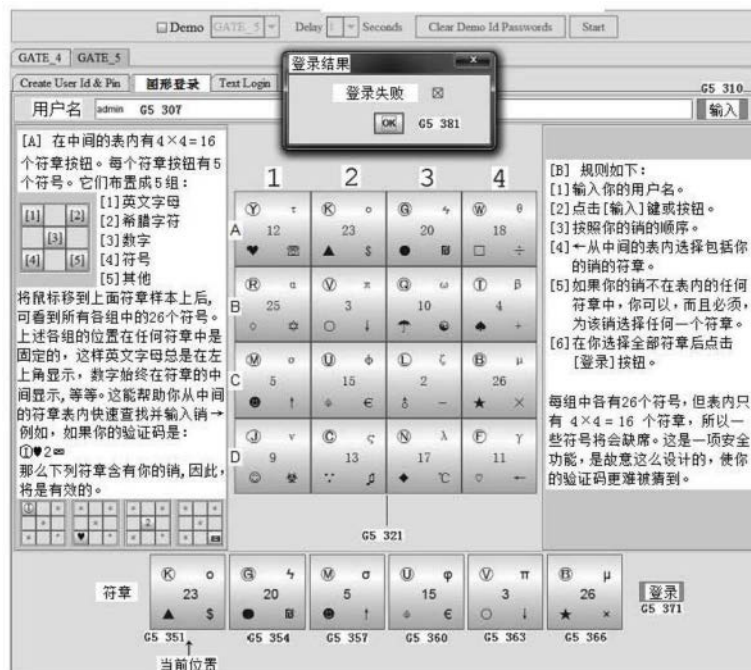 Demo GATE_5 Delay 1 Seconds Clear Demo Id Passwords Start
GATE_4 GATE_5
Create User Id & Pin 图形登录 Text Login
G5 310
用户名 admin G5 307 输入
登录结果
登录失败 ☒
OK G5 381
[A] 在中间的表内有4×4=16
个符章按钮。每个符章按钮有5
个符号。它们布置成5组:
[1]英文字母
[2]希腊字符
[3]数字
[4]符号
[5]其他
[1] [2]
[3]
[4] [5]
将鼠标移到上面符章样本上后,
可看到所有各组中的26个符号。
上述各组的位置在任何符章中是
固定的,这样英文字母总是在左
上角显示,数字始终在符章的中
间显示,等等。这能帮助你从中间
的符章表内快速查找并输入销→
例如,如果你的验证码是:
①♥2✉
那么下列符章含有你的销,因此,
将是有效的。
① * * * * * * *
* * 2 *
* * ♥ * * * * ✉
1 2 3 4
A
Ⓨ τ Ⓚ ο Ⓖ ϟ Ⓦ θ
12 23 20 18
♥ ☏ ▲ $ ● ₪ □ ÷
B
Ⓡ α Ⓥ π Ⓠ ω Ⓣ β
25 3 10 4
◊ ✡ ○ ↓ ☂ ☯ ♠ +
C
Ⓜ σ Ⓤ ϕ Ⓛ ζ Ⓑ μ
5 15 2 26
☻ ↑ € ♁ − ★ ×
D
Ⓙ ν Ⓒ ς Ⓝ λ Ⓕ γ
9 13 17 11
☺ ☣ ∵ ♫ ◆ ℃ ♡ ←
G5 321
[B] 规则如下:
[1]输入你的用户名。
[2]点击[输入]键或按钮。
[3]按照你的销的顺序。
[4]←从中间的表内选择包括你
的销的符章。
[5]如果你的销不在表内的任何
符章中,你可以,而且必须,
为该销选择任何一个符章。
[6]在你选择全部符章后点击
[登录]按钮。
每组中各有26个符号,但表内只
有 4×4= 16 个符章,所以一
些符号将会缺席。这是一项安全
功能,是故意这么设计的,使你
的验证码更难被猜到。
符章
Ⓚ ο Ⓖ ϟ Ⓜ σ Ⓤ φ Ⓥ π Ⓑ μ
23 20 5 15 3 26
▲ $ ● ₪ ☻ ↑ € ○ ↓ ★ ×
登录
G5 371
G5 351 G5 354 G5 357 G5 360 G5 363 G5 366
↑
当前位置